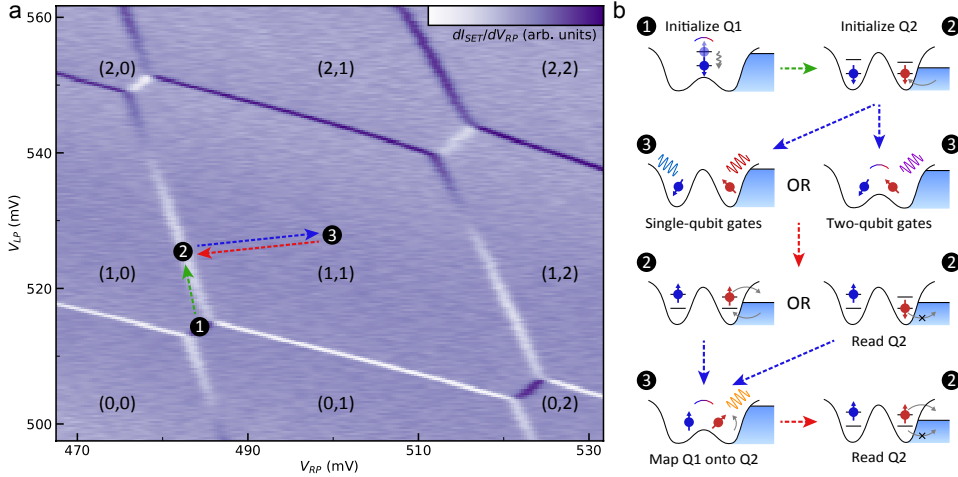 a
560
540
520
500
V_LP (mV)
470
480
490
500
510
520
530
V_RP (mV)
dI_SET/dV_RP (arb. units)
(2,0)
(2,1)
(2,2)
(1,0)
(1,1)
(1,2)
(0,0)
(0,1)
(0,2)
1
2
3
b
1
Initialize Q1
Initialize Q2
2
3
OR
3
Single-qubit gates
Two-qubit gates
2
OR
2
Read Q2
3
2
Map Q1 onto Q2
Read Q2